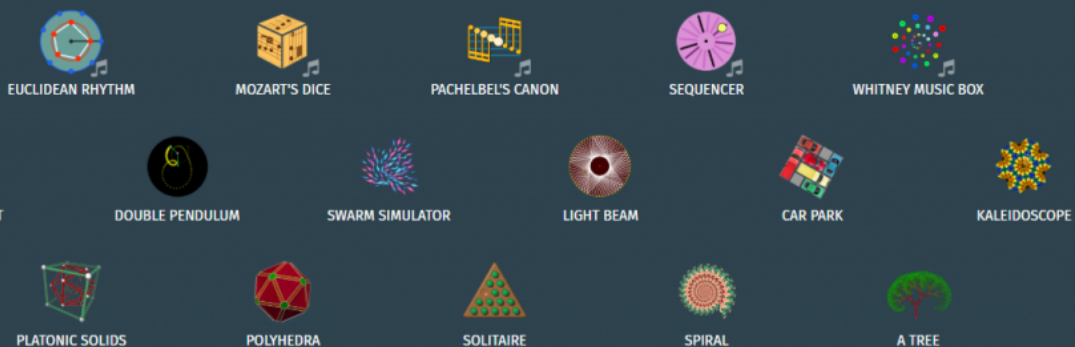 EUCLIDEAN RHYTHM
MOZART'S DICE
PACHELBEL'S CANON
SEQUENCER
WHITNEY MUSIC BOX
DOUBLE PENDULUM
SWARM SIMULATOR
LIGHT BEAM
CAR PARK
KALEIDOSCOPE
PLATONIC SOLIDS
POLYHEDRA
SOLITAIRE
SPIRAL
A TREE